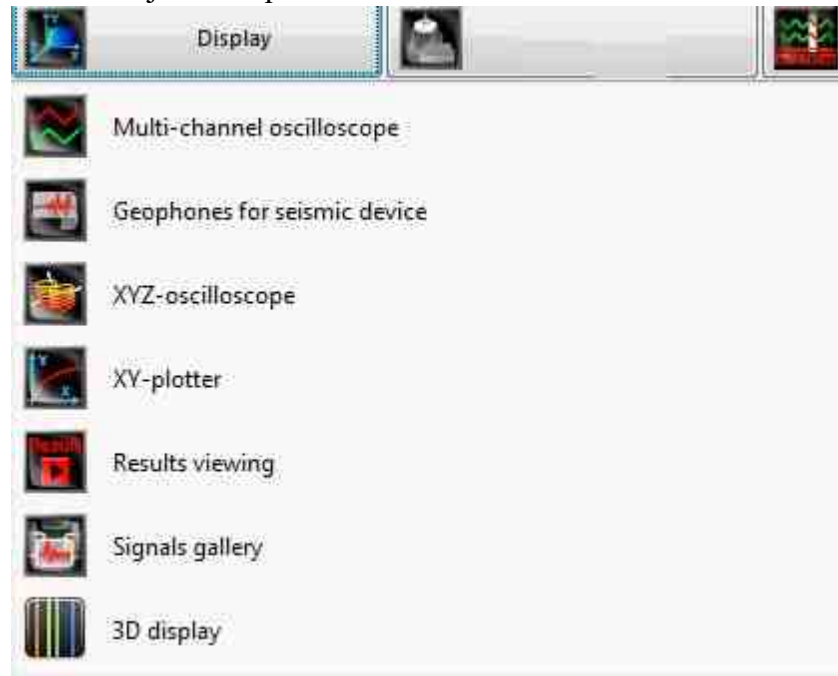 Display
Multi-channel oscilloscope
Geophones for seismic device
XYZ-oscilloscope
XY-plotter
Results viewing
Signals gallery
3D display